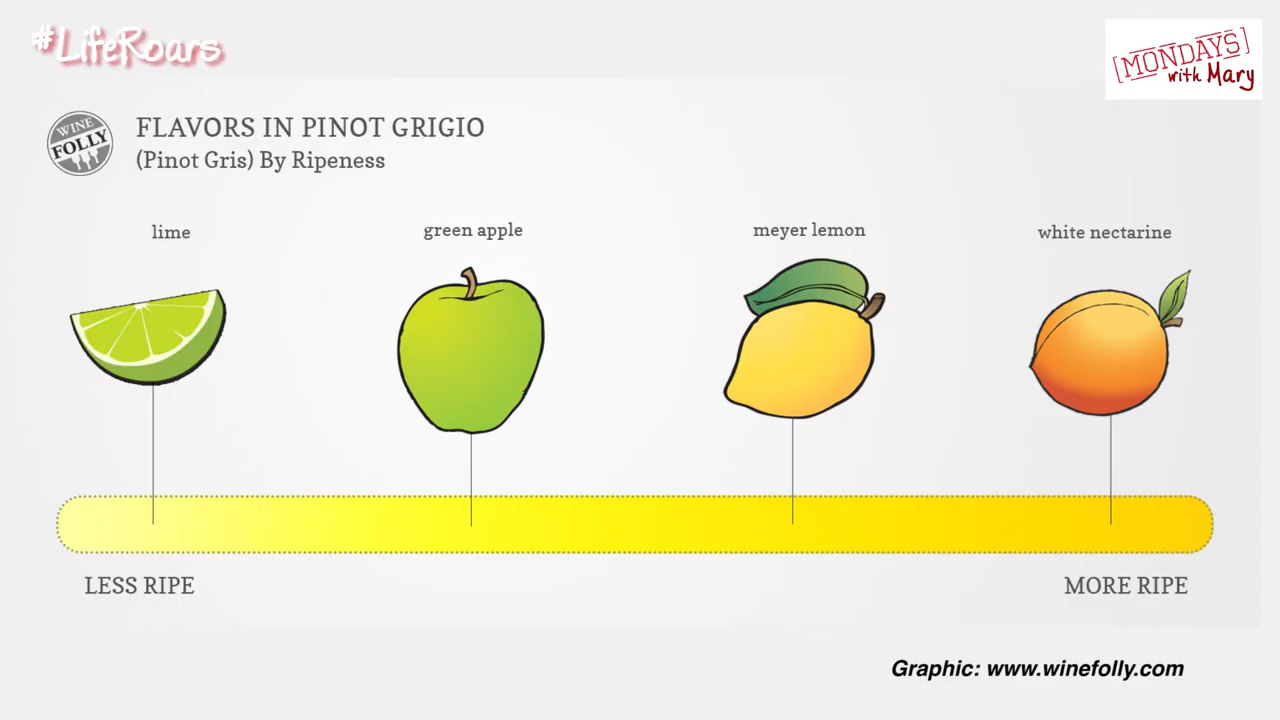 #LifeRoars
[MONDAYS]
with Mary
WINE
FOLLY
FLAVORS IN PINOT GRIGIO
(Pinot Gris) By Ripeness
lime
green apple
meyer lemon
white nectarine
LESS RIPE
MORE RIPE
Graphic: www.winefolly.com